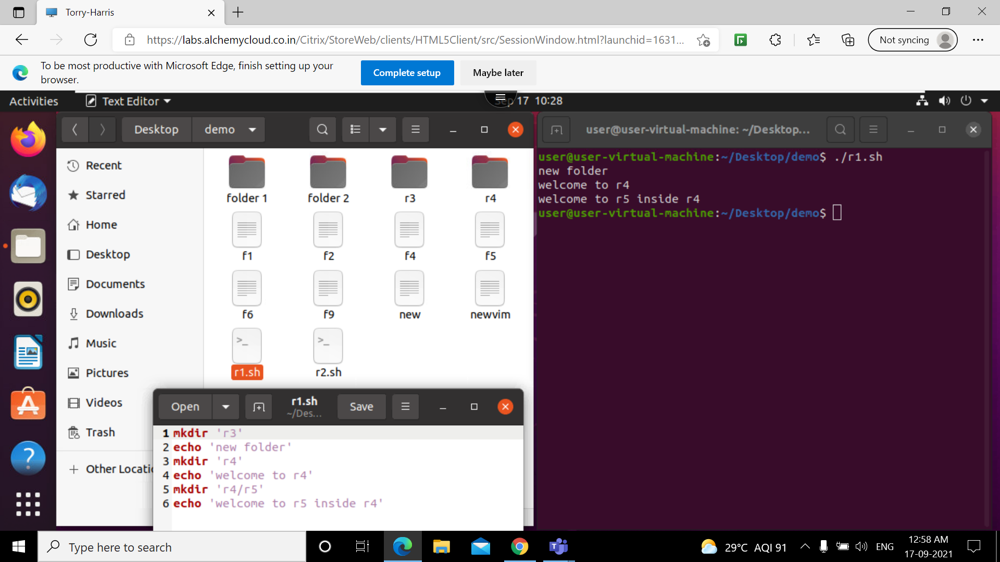 Torry-Harris
https://labs.alchemycloud.co.in/Citrix/StoreWeb/clients/HTML5Client/src/SessionWindow.html?launchid=1631...
Not syncing
To be most productive with Microsoft Edge, finish setting up your
browser.
Complete setup
Maybe later
Activities
Text Editor
Sep 17 10:28
Desktop
demo
user@user-virtual-machine: ~/Desktop...
Recent
Starred
Home
Desktop
Documents
Downloads
Music
Pictures
Videos
Trash
Other Locatio
folder 1
folder 2
r3
r4
f1
f2
f4
f5
f6
f9
new
newvim
>_
>_
r1.sh
r2.sh
user@user-virtual-machine:~/Desktop/demo$ ./r1.sh
new folder
welcome to r4
welcome to r5 inside r4
user@user-virtual-machine:~/Desktop/demo$
Open
r1.sh
~/Des...
Save
1 mkdir 'r3'
2 echo 'new folder'
3 mkdir 'r4'
4 echo 'welcome to r4'
5 mkdir 'r4/r5'
6 echo 'welcome to r5 inside r4'
Type here to search
29°C AQI 91
ENG
12:58 AM
17-09-2021